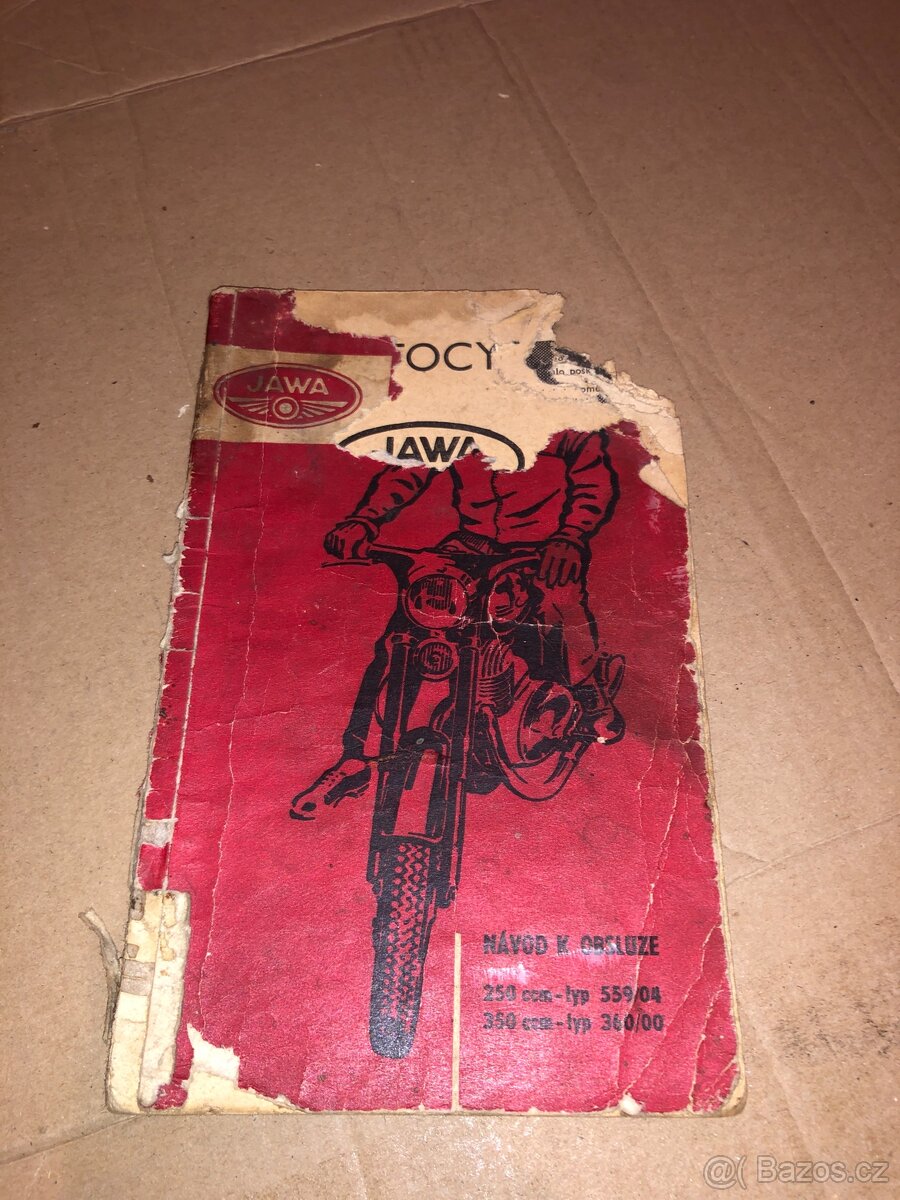 TOCY
JAWA
JAWA
NÁVOD K OBSLUZE
250 ccm - typ 559/04
350 ccm - typ 360/00
@( Bazos.cz